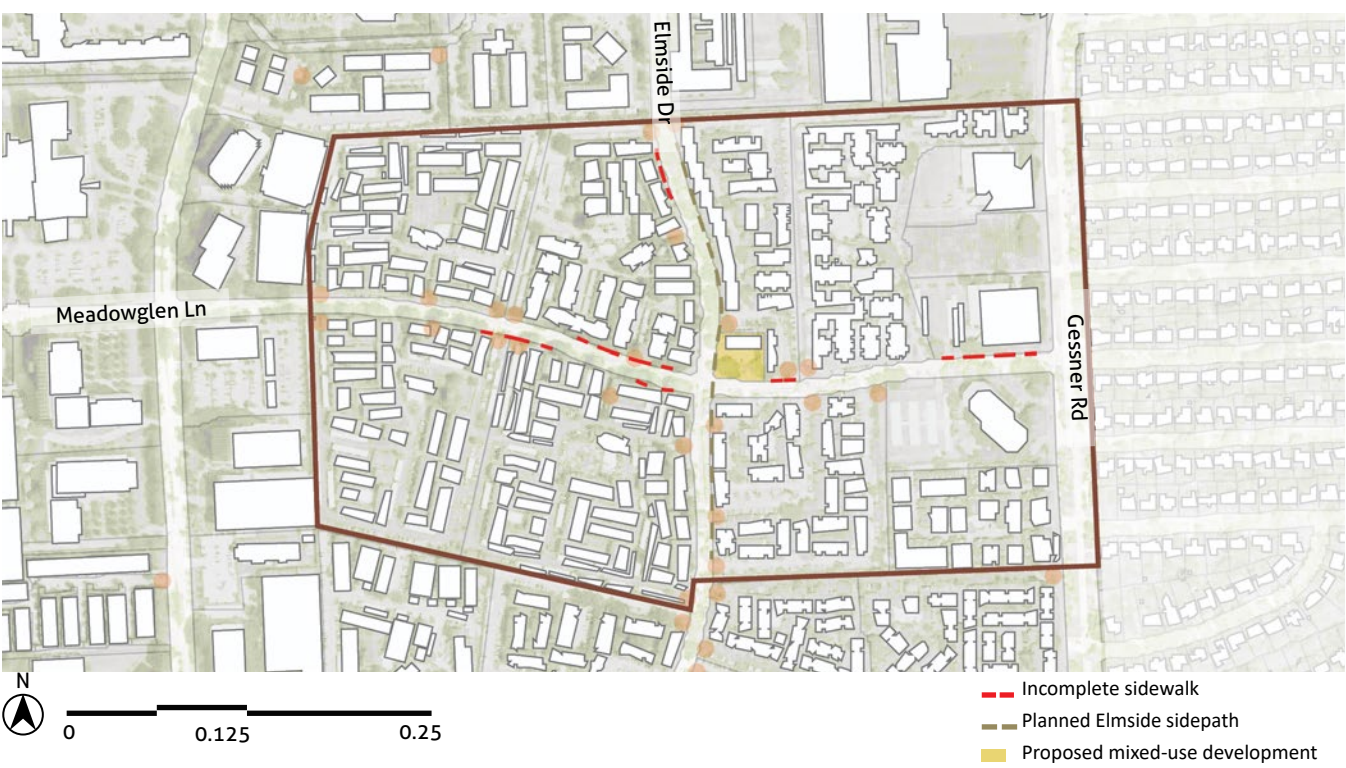 Elmside Dr
Meadowglen Ln
Gessner Rd
N
0
0.125
0.25
Incomplete sidewalk
Planned Elmside sidepath
Proposed mixed-use development